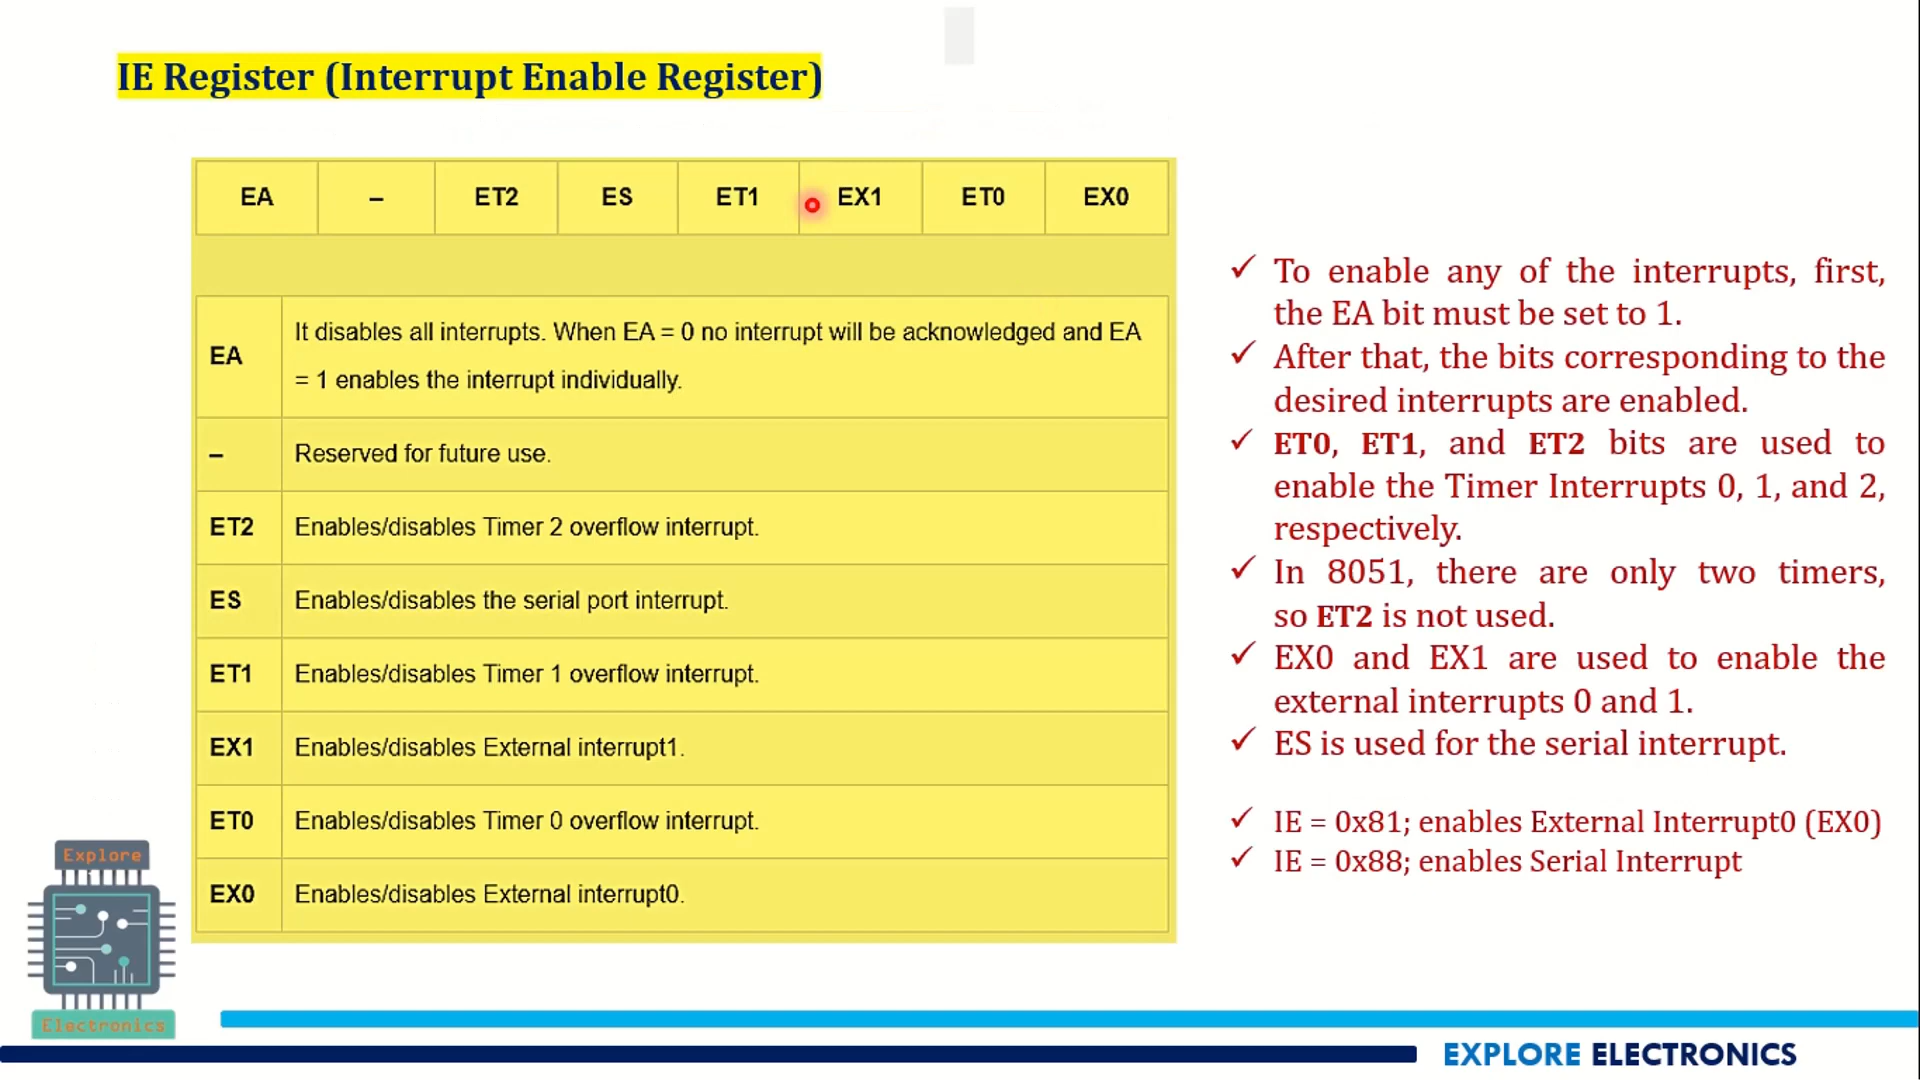 IE Register (Interrupt Enable Register)
EA – ET2 ES ET1 EX1 ET0 EX0
EA
It disables all interrupts. When EA = 0 no interrupt will be acknowledged and EA
= 1 enables the interrupt individually.
– Reserved for future use.
ET2 Enables/disables Timer 2 overflow interrupt.
ES Enables/disables the serial port interrupt.
ET1 Enables/disables Timer 1 overflow interrupt.
EX1 Enables/disables External interrupt1.
ET0 Enables/disables Timer 0 overflow interrupt.
EX0 Enables/disables External interrupt0.
✓ To enable any of the interrupts, first,
the EA bit must be set to 1.
✓ After that, the bits corresponding to the
desired interrupts are enabled.
✓ ET0, ET1, and ET2 bits are used to
enable the Timer Interrupts 0, 1, and 2,
respectively.
✓ In 8051, there are only two timers,
so ET2 is not used.
✓ EX0 and EX1 are used to enable the
external interrupts 0 and 1.
✓ ES is used for the serial interrupt.
✓ IE = 0x81; enables External Interrupt0 (EX0)
✓ IE = 0x88; enables Serial Interrupt
Explore
Electronics
EXPLORE ELECTRONICS